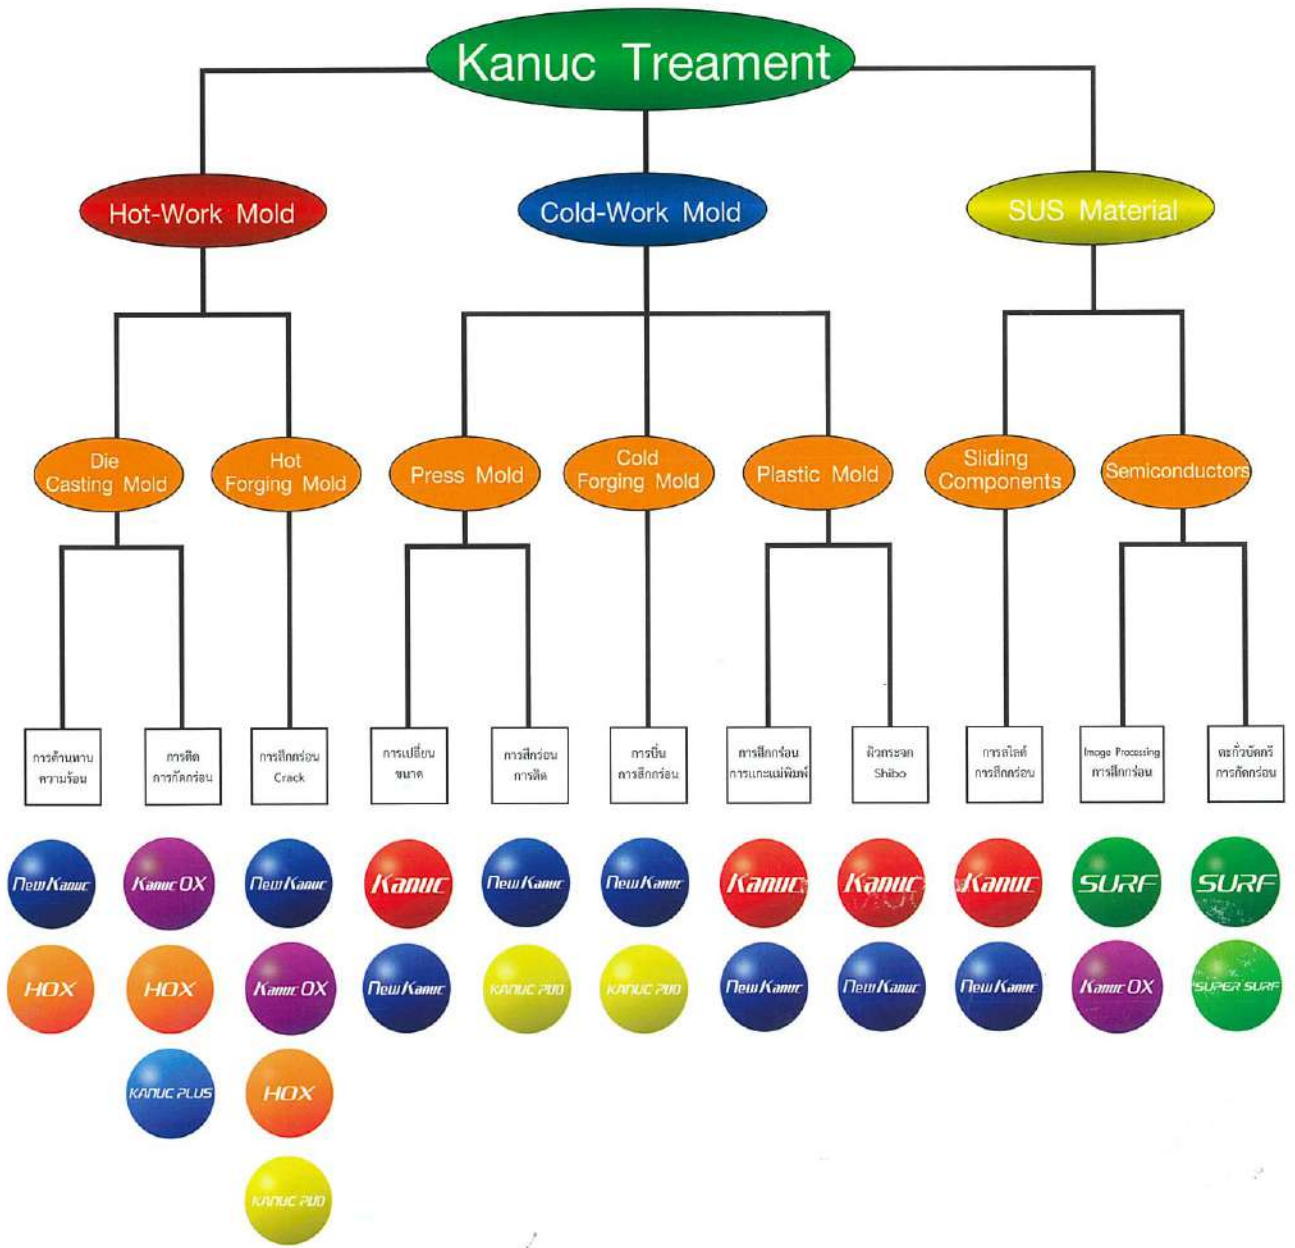 Kanuc Treament
Hot-Work Mold
Cold-Work Mold
SUS Material
Die
Casting Mold
Hot
Forging Mold
Press Mold
Cold
Forging Mold
Plastic Mold
Sliding
Components
Semiconductors
การต้านทาน
ความร้อน
การติด
การกัดกร่อน
การสึกกร่อน
Crack
การเปลี่ยน
ขนาด
การสึกร่อน
การติด
การบิ่น
การสึกกร่อน
การสึกกร่อน
การแกะแม่พิมพ์
ผิวกระจก
Shibo
การสไลด์
การสึกกร่อน
Image Processing
การสึกกร่อน
ตะกั่วบัดกรี
การกัดกร่อน
New Kanuc
Kanuc OX
New Kanuc
Kanuc
New Kanuc
New Kanuc
Kanuc
Kanuc
Kanuc
SURF
SURF
HOX
HOX
Kanuc OX
New Kanuc
KANUC PVD
KANUC PVD
New Kanuc
New Kanuc
New Kanuc
Kanuc OX
SUPER SURF
KANUC PLUS
HOX
KANUC PVD